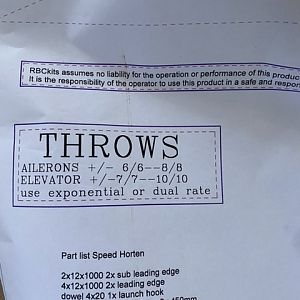 RBCkits assumes no liability for the operation or performance of this produc
It is the responsibility of the operator to use this product in a safe and respon
THROWS
AILERONS +/- 6/6--8/8
ELEVATOR +/-7/7--10/10
use exponential or dual rate
Part list Speed Horten
2x12x1000 2x sub leading edge
4x12x1000 2x leading edge
dowel 4x20 1x launch hook